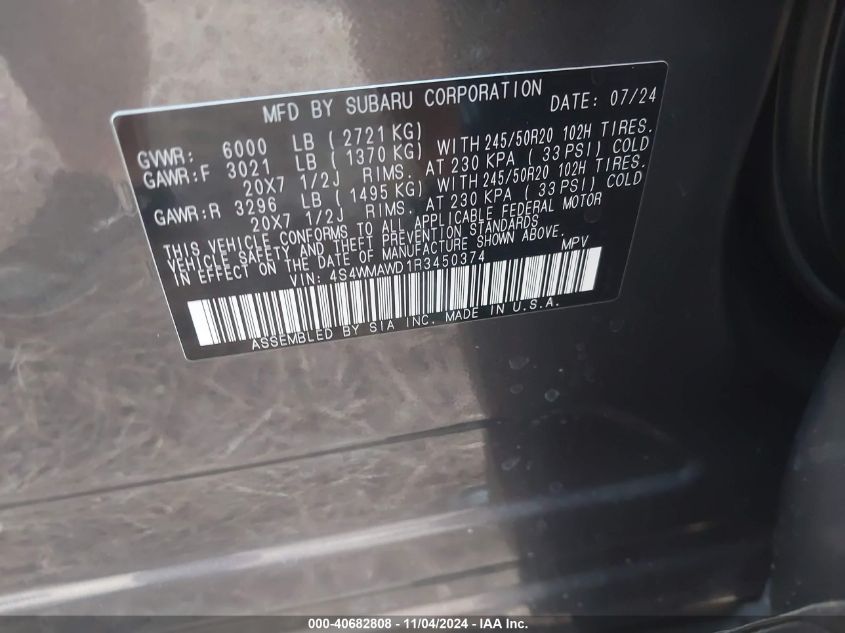 MFD BY SUBARU CORPORATION DATE: 07/24
GVWR: 6000 LB ( 2721 KG)
GAWR:F 3021 LB ( 1370 KG) WITH 245/50R20 102H TIRES.
20X7 1/2J RIMS. AT 230 KPA ( 33 PSI) COLD
GAWR:R 3296 LB ( 1495 KG) WITH 245/50R20 102H TIRES.
20X7 1/2J RIMS. AT 230 KPA ( 33 PSI) COLD
THIS VEHICLE CONFORMS TO ALL APPLICABLE FEDERAL MOTOR
VEHICLE SAFETY AND THEFT PREVENTION STANDARDS
IN EFFECT ON THE DATE OF MANUFACTURE SHOWN ABOVE.
VIN: 4S4WMAWD1R3450374 MPV
ASSEMBLED BY SIA INC. MADE IN U.S.A.
000-40682808 - 11/04/2024 - IAA Inc.